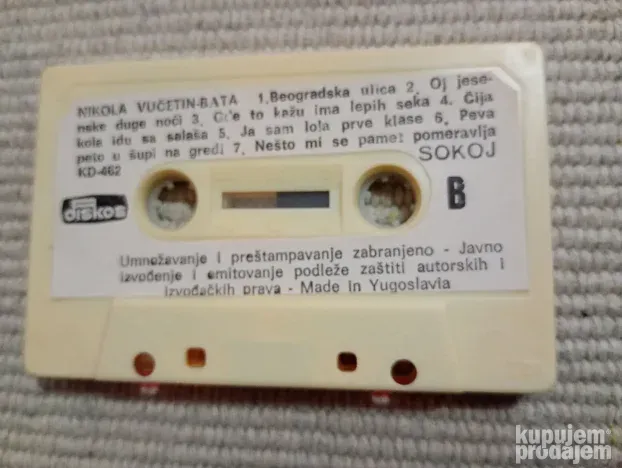 NIKOLA VUČETIN-BATA 1.Beogradska ulica 2. Oj jese-
nske duge noći 3. Gde to kažu ima lepih seka 4. Čija
kola idu sa salaša 5. Ja sam lola prve klase 6. Peva
peto u šupi na gredi 7. Nešto mi se pamet pomeravlja
SOKOJ
KD-462
diskos
B
Umnožavanje i preštampavanje zabranjeno - Javno
izvođenje i emitovanje podleže zaštiti autorskih i
izvođačkih prava - Made in Yugoslavia
kupujem
prodajem